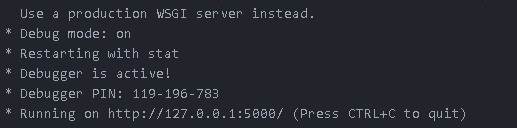 Use a production WSGI server instead.
* Debug mode: on
* Restarting with stat
* Debugger is active!
* Debugger PIN: 119-196-783
* Running on http://127.0.0.1:5000/ (Press CTRL+C to quit)